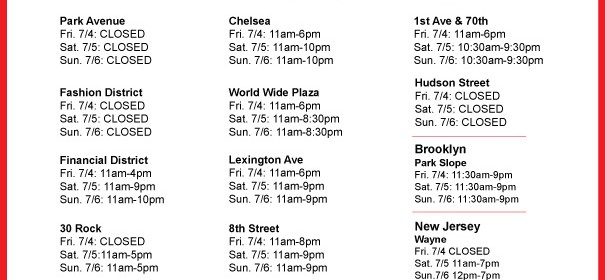 Park Avenue
Fri. 7/4: CLOSED
Sat. 7/5: CLOSED
Sun. 7/6: CLOSED
Fashion District
Fri. 7/4: CLOSED
Sat. 7/5: CLOSED
Sun. 7/6: CLOSED
Financial District
Fri. 7/4: 11am-4pm
Sat. 7/5: 11am-9pm
Sun. 7/6: 11am-10pm
30 Rock
Fri. 7/4: CLOSED
Sat. 7/5:11am-5pm
Sun. 7/6: 11am-5pm
Chelsea
Fri. 7/4: 11am-6pm
Sat. 7/5: 11am-10pm
Sun. 7/6: 11am-10pm
World Wide Plaza
Fri. 7/4: 11am-6pm
Sat. 7/5: 11am-8:30pm
Sun. 7/6: 11am-8:30pm
Lexington Ave
Fri. 7/4: 11am-6pm
Sat. 7/5: 11am-9pm
Sun. 7/6: 11am-9pm
8th Street
Fri. 7/4: 11am-8pm
Sat. 7/5: 11am-9pm
Sun. 7/6: 11am-9pm
1st Ave & 70th
Fri. 7/4: 11am-6pm
Sat. 7/5: 10:30am-9:30pm
Sun. 7/6: 10:30am-9:30pm
Hudson Street
Fri. 7/4: CLOSED
Sat. 7/5: CLOSED
Sun. 7/6: CLOSED
Brooklyn
Park Slope
Fri. 7/4: 11:30am-9pm
Sat. 7/5: 11:30am-9pm
Sun. 7/6: 11:30am-9pm
New Jersey
Wayne
Fri. 7/4 CLOSED
Sat. 7/5 11am-7pm
Sun.7/6 12pm-7pm